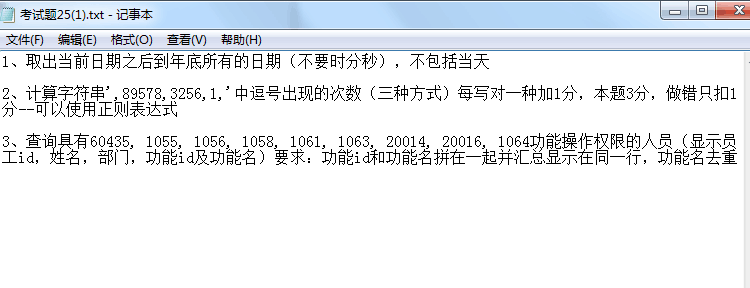 考试题25(1).txt - 记事本
文件(F) 编辑(E) 格式(O) 查看(V) 帮助(H)
1、取出当前日期之后到年底所有的日期（不要时分秒），不包括当天
2、计算字符串',89578,3256,1,'中逗号出现的次数（三种方式）每写对一种加1分，本题3分，做错只扣1
分--可以使用正则表达式
3、查询具有60435, 1055, 1056, 1058, 1061, 1063, 20014, 20016, 1064功能操作权限的人员（显示员
工id，姓名，部门，功能id及功能名）要求：功能id和功能名拼在一起并汇总显示在同一行，功能名去重